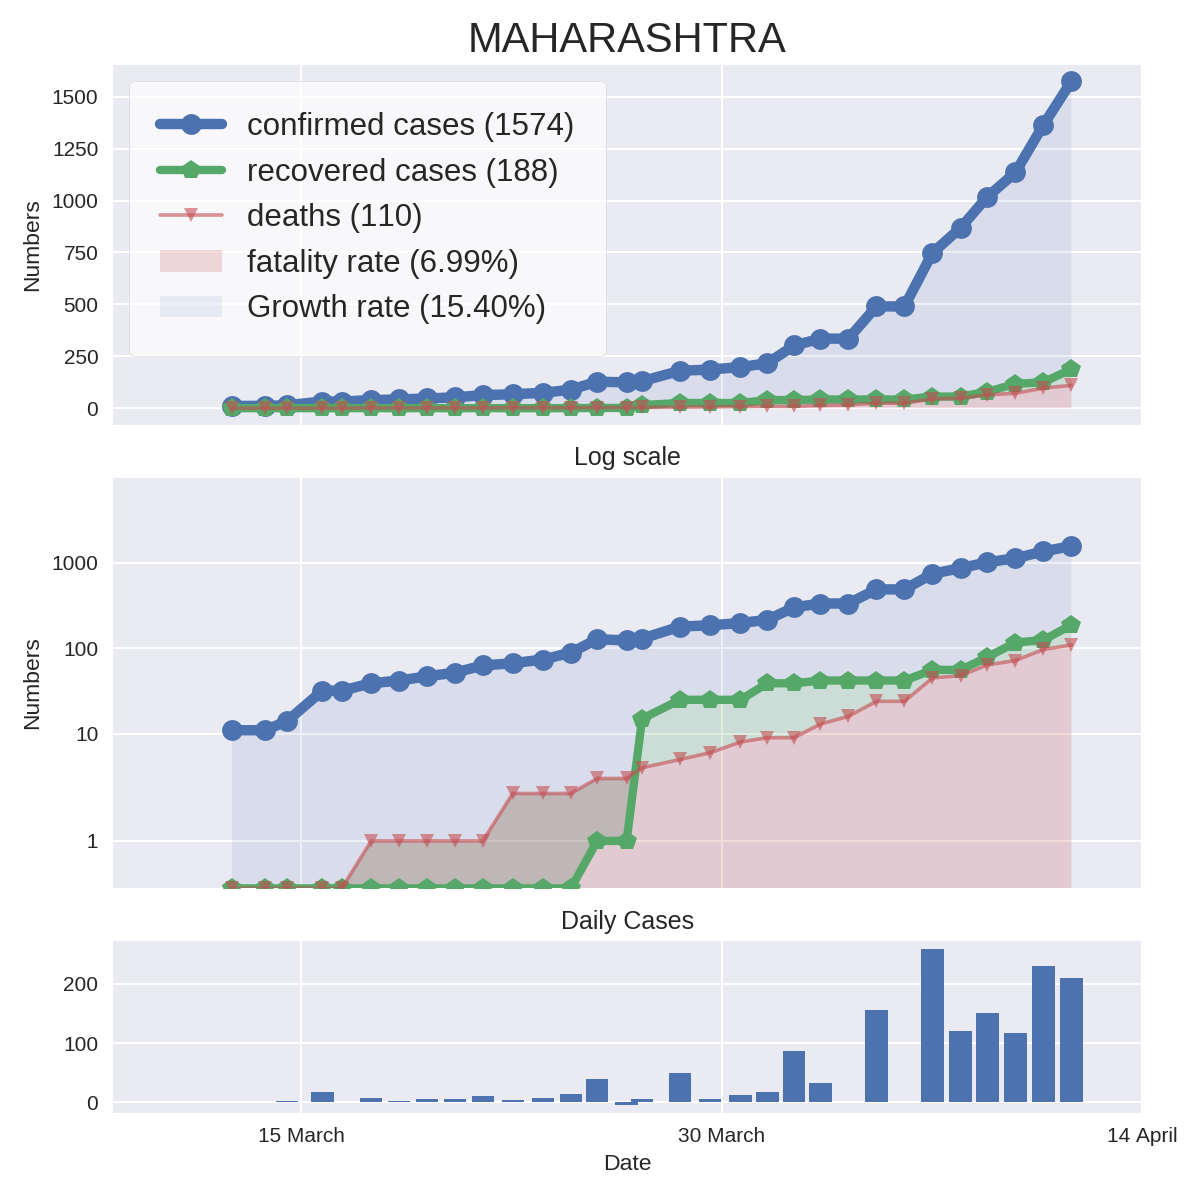 MAHARASHTRA
1500
1250
1000
750
500
250
0
Numbers
confirmed cases (1574)
recovered cases (188)
deaths (110)
fatality rate (6.99%)
Growth rate (15.40%)
Log scale
1000
100
10
1
Numbers
Daily Cases
200
100
0
15 March
30 March
14 April
Date